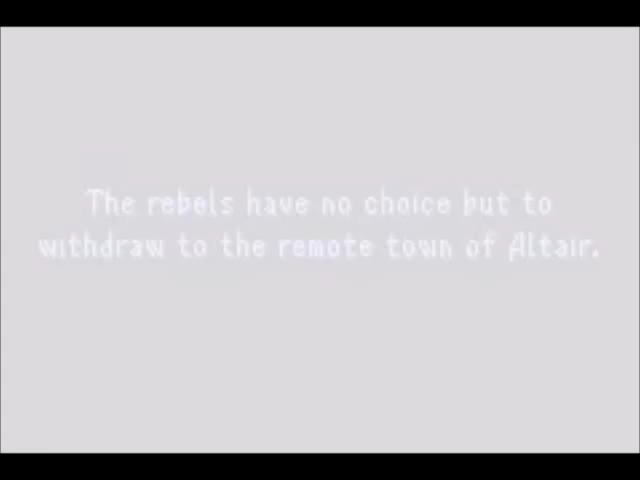 The rebels have no choice but to
withdraw to the remote town of Altair.